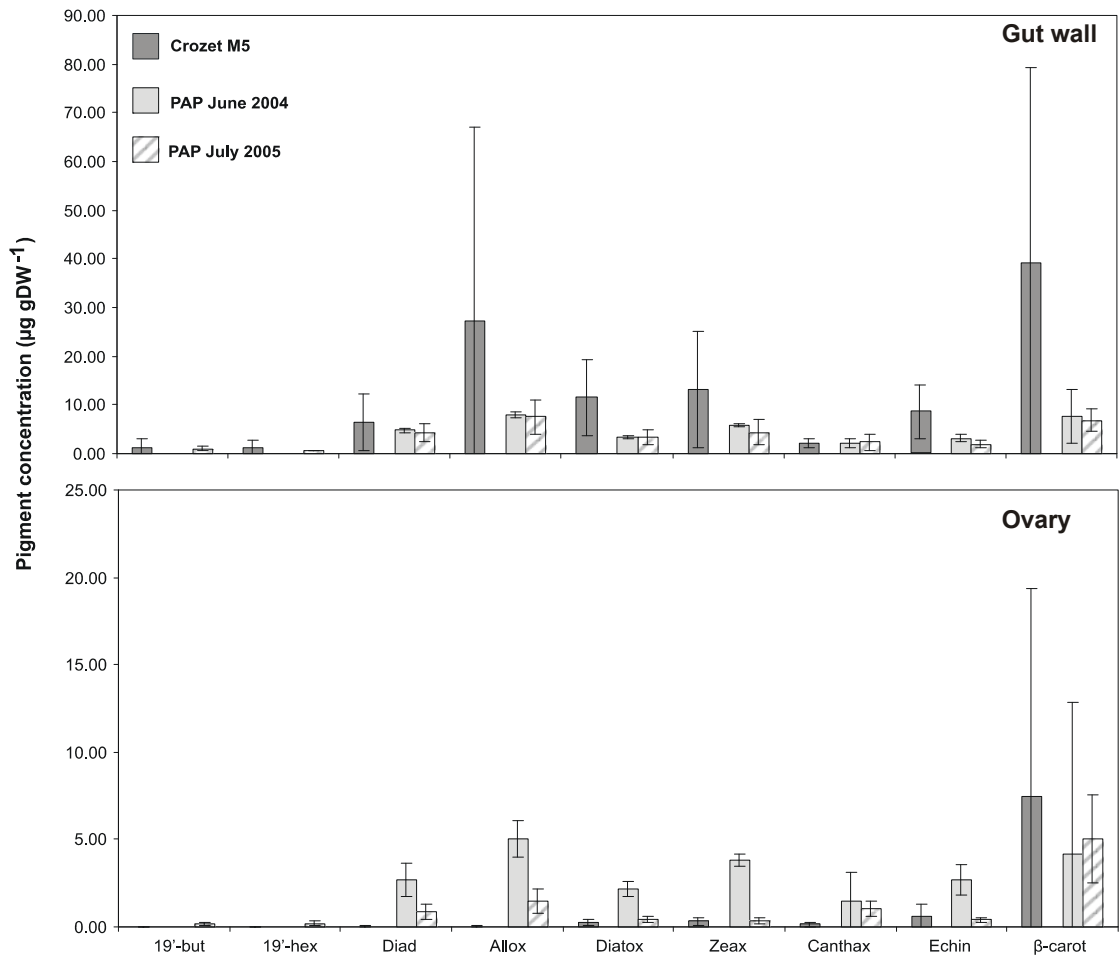 Pigment concentration (µg gDW⁻¹)
90.00
80.00
70.00
60.00
50.00
40.00
30.00
20.00
10.00
0.00
Gut wall
Crozet M5
PAP June 2004
PAP July 2005
25.00
20.00
15.00
10.00
5.00
0.00
Ovary
19'-but 19'-hex Diad Allox Diatox Zeax Canthax Echin β-carot